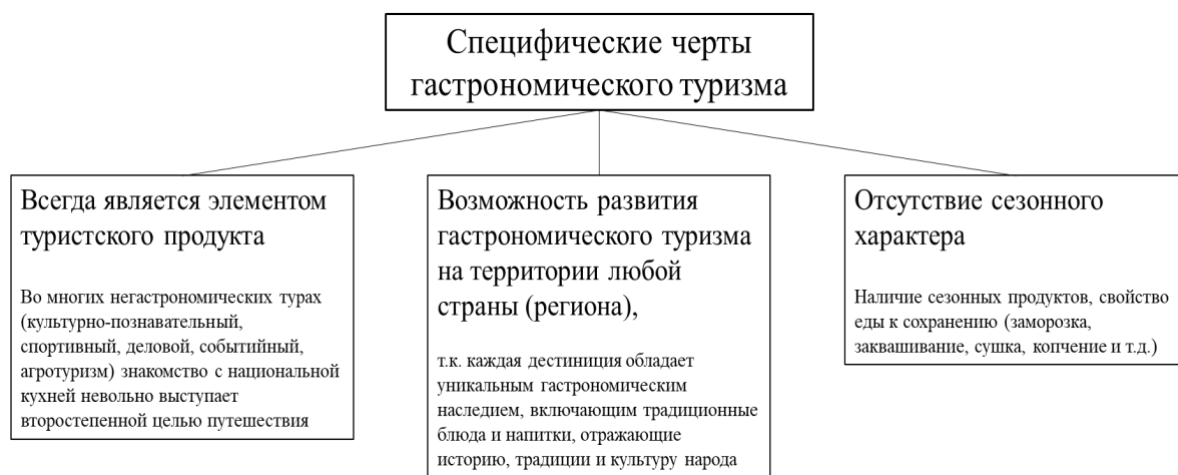 Специфические черты
гастрономического туризма
Всегда является элементом
туристского продукта
Во многих негастрономических турах
(культурно-познавательный,
спортивный, деловой, событийный,
агротуризм) знакомство с национальной
кухней невольно выступает
второстепенной целью путешествия
Возможность развития
гастрономического туризма
на территории любой
страны (региона),
т.к. каждая дестиниция обладает
уникальным гастрономическим
наследием, включающим традиционные
блюда и напитки, отражающие
историю, традиции и культуру народа
Отсутствие сезонного
характера
Наличие сезонных продуктов, свойство
еды к сохранению (заморозка,
заквашивание, сушка, копчение и т.д.)